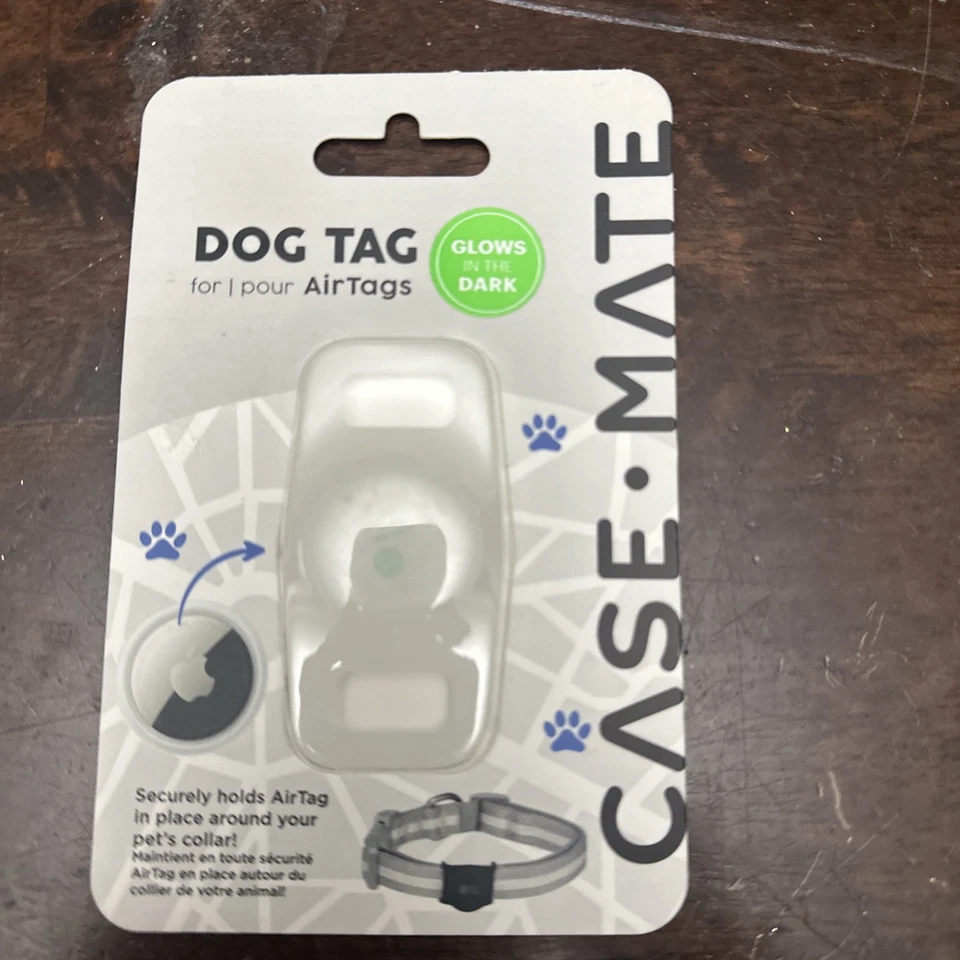 DOG TAG
for | pour AirTags
GLOWS
IN THE
DARK
CASE·MATE
Securely holds AirTag
in place around your
pet's collar!
Maintient en toute sécurité
AirTag en place autour du
collier de votre animal!